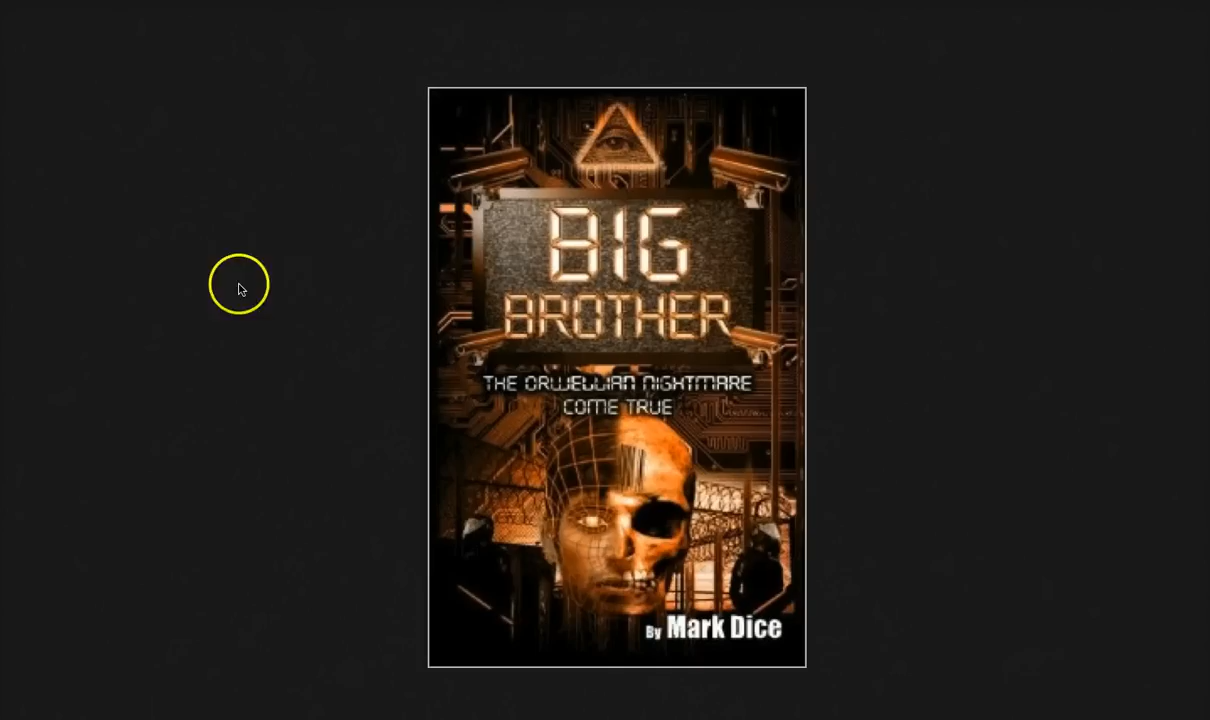 BIG
BROTHER
THE ORWELLIAN NIGHTMARE
COME TRUE
By Mark Dice